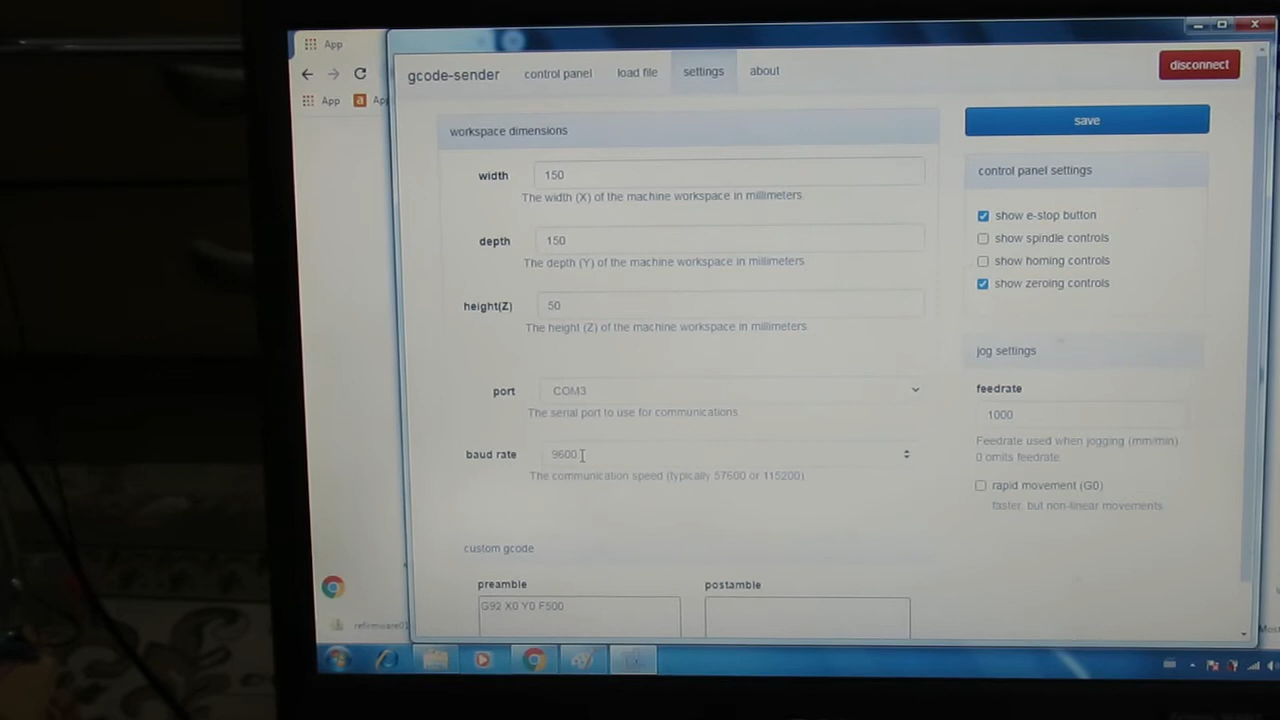 App
gcode-sender control panel load file settings about disconnect
App a Ap
workspace dimensions
save
width 150
The width (X) of the machine workspace in millimeters
depth 150
The depth (Y) of the machine workspace in millimeters
height(Z) 50
The height (Z) of the machine workspace in millimeters
port COM3
The serial port to use for communications
baud rate 9600
The communication speed (typically 57600 or 115200)
control panel settings
show e-stop button
show spindle controls
show homing controls
show zeroing controls
jog settings
feedrate
1000
Feedrate used when jogging (mm/min)
0 omits feedrate.
rapid movement (G0)
faster, but non-linear movements
custom gcode
preamble postamble
G92 X0 Y0 F500